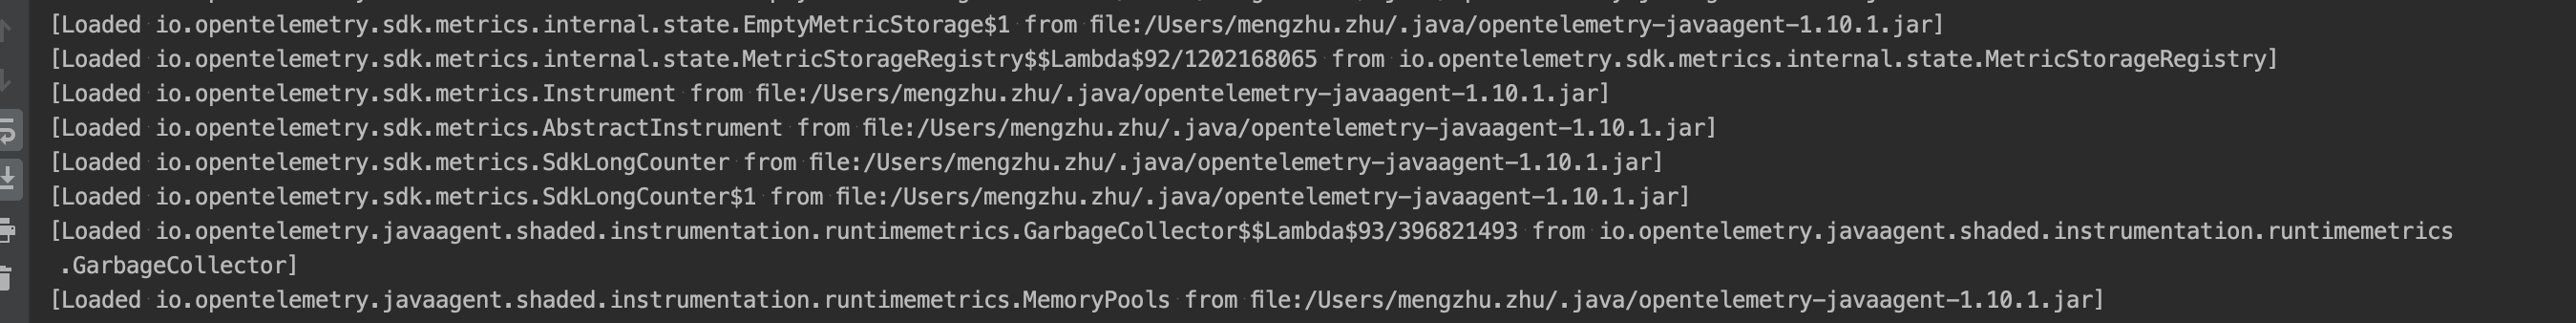 [Loaded io.opentelemetry.sdk.metrics.internal.state.EmptyMetricStorage$1 from file:/Users/mengzhu.zhu/.java/opentelemetry-javaagent-1.10.1.jar]
[Loaded io.opentelemetry.sdk.metrics.internal.state.MetricStorageRegistry$$Lambda$92/1202168065 from io.opentelemetry.sdk.metrics.internal.state.MetricStorageRegistry]
[Loaded io.opentelemetry.sdk.metrics.Instrument from file:/Users/mengzhu.zhu/.java/opentelemetry-javaagent-1.10.1.jar]
[Loaded io.opentelemetry.sdk.metrics.AbstractInstrument from file:/Users/mengzhu.zhu/.java/opentelemetry-javaagent-1.10.1.jar]
[Loaded io.opentelemetry.sdk.metrics.SdkLongCounter from file:/Users/mengzhu.zhu/.java/opentelemetry-javaagent-1.10.1.jar]
[Loaded io.opentelemetry.sdk.metrics.SdkLongCounter$1 from file:/Users/mengzhu.zhu/.java/opentelemetry-javaagent-1.10.1.jar]
[Loaded io.opentelemetry.javaagent.shaded.instrumentation.runtimemetrics.GarbageCollector$$Lambda$93/396821493 from io.opentelemetry.javaagent.shaded.instrumentation.runtimemetrics
.GarbageCollector]
[Loaded io.opentelemetry.javaagent.shaded.instrumentation.runtimemetrics.MemoryPools from file:/Users/mengzhu.zhu/.java/opentelemetry-javaagent-1.10.1.jar]